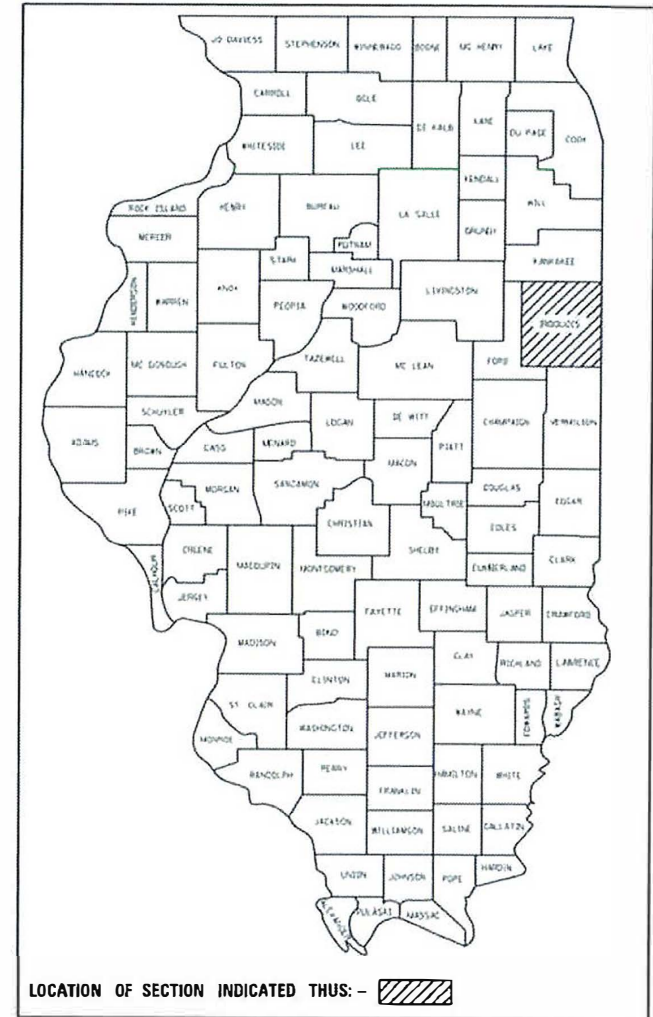 JO DAVIESS STEPHENSON WINNEBAGO BOONE MC HENRY LAKE
CARROLL OGLE DE KALB KANE DU PAGE COOK
WHITESIDE LEE KENDALL WILL
ROCK ISLAND HENRY BUREAU LA SALLE GRUNDY
MERCER PUTNAM KANKAKEE
STARK MARSHALL
HENDERSON WARREN KNOX PEORIA WOODFORD LIVINGSTON IROQUOIS
HANCOCK MC DONOUGH FULTON TAZEWELL MC LEAN FORD
SCHUYLER MASON LOGAN DE WITT CHAMPAIGN VERMILION
ADAMS BROWN CASS MENARD MACON PIATT
PIKE SCOTT MORGAN SANGAMON MOULTRIE DOUGLAS EDGAR
CHRISTIAN COLES
CALHOUN GREENE MACOUPIN MONTGOMERY SHELBY CUMBERLAND CLARK
JERSEY FAYETTE EFFINGHAM JASPER CRAWFORD
MADISON BOND CLAY RICHLAND LAWRENCE
CLINTON MARION
ST CLAIR WASHINGTON JEFFERSON WAYNE EDWARDS WABASH
MONROE
RANDOLPH PERRY HAMILTON WHITE
FRANKLIN
JACKSON WILLIAMSON SALINE GALLATIN
UNION JOHNSON POPE HARDIN
ALEXANDER PULASKI MASSAC
LOCATION OF SECTION INDICATED THUS: -